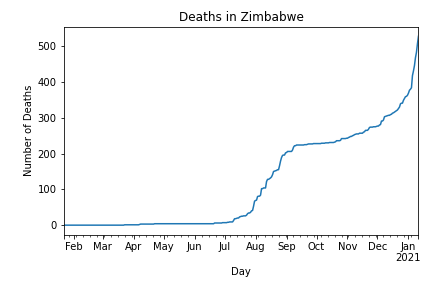 Deaths in Zimbabwe
Number of Deaths
500
400
300
200
100
0
Feb Mar Apr May Jun Jul Aug Sep Oct Nov Dec Jan
2021
Day